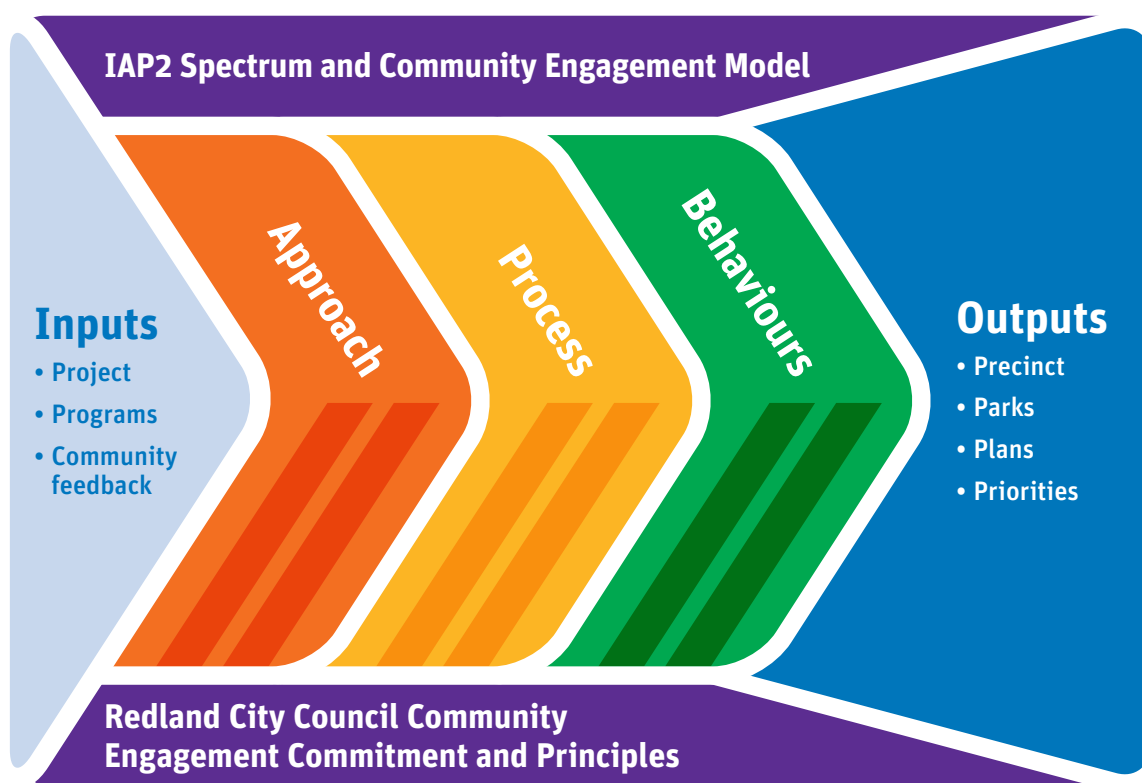 IAP2 Spectrum and Community Engagement Model
Inputs
• Project
• Programs
• Community
feedback
Approach
Process
Behaviours
Outputs
• Precinct
• Parks
• Plans
• Priorities
Redland City Council Community
Engagement Commitment and Principles